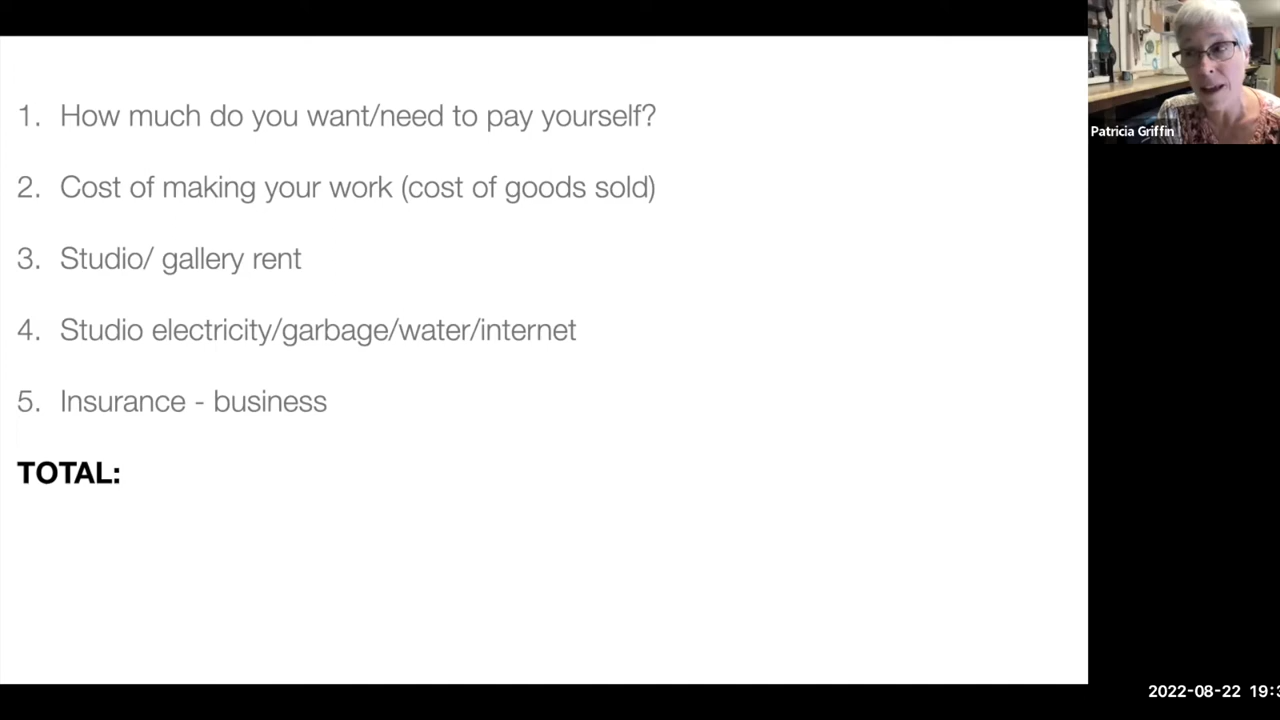 1. How much do you want/need to pay yourself?
2. Cost of making your work (cost of goods sold)
3. Studio/ gallery rent
4. Studio electricity/garbage/water/internet
5. Insurance - business
TOTAL:
Patricia Griffin
2022-08-22 19:3